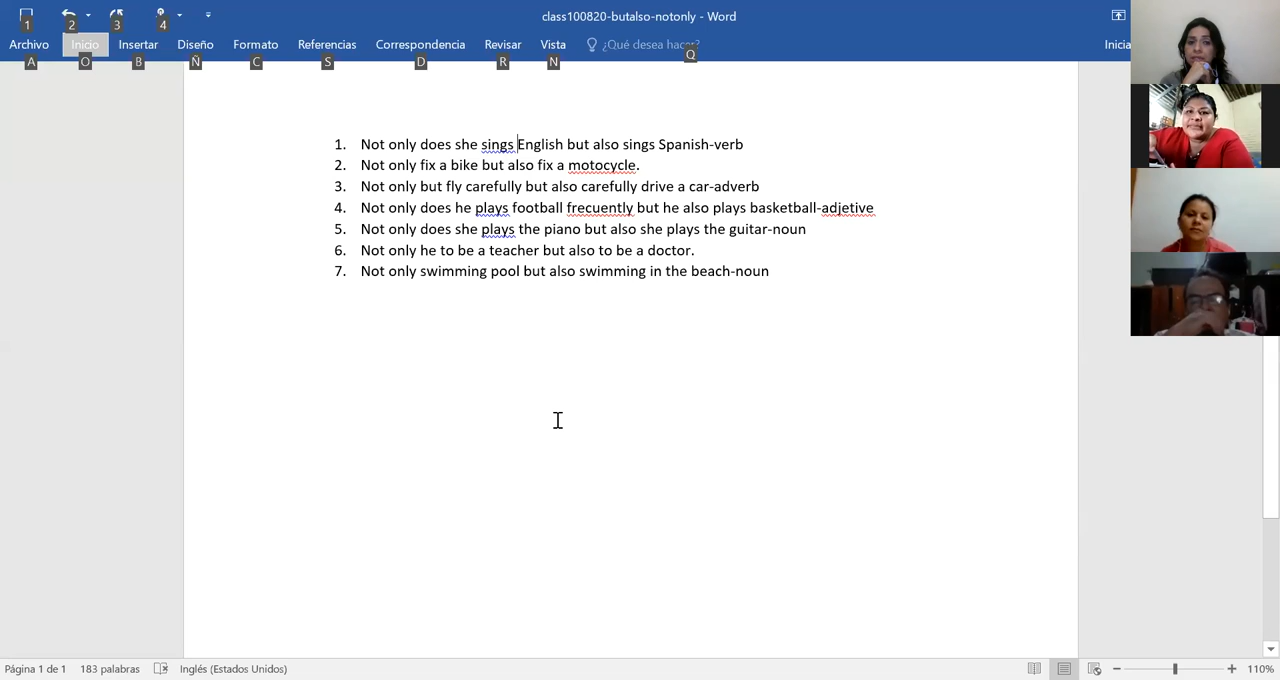 1 2 3 4
class100820-butalso-notonly - Word
Archivo Inicio Insertar Diseño Formato Referencias Correspondencia Revisar Vista ¿Qué desea hacer? Inicia
A O B Ñ C S D R N Q
1. Not only does she sings English but also sings Spanish-verb
2. Not only fix a bike but also fix a motocycle.
3. Not only but fly carefully but also carefully drive a car-adverb
4. Not only does he plays football frecuently but he also plays basketball-adjetive
5. Not only does she plays the piano but also she plays the guitar-noun
6. Not only he to be a teacher but also to be a doctor.
7. Not only swimming pool but also swimming in the beach-noun
Página 1 de 1 183 palabras Inglés (Estados Unidos) 110%